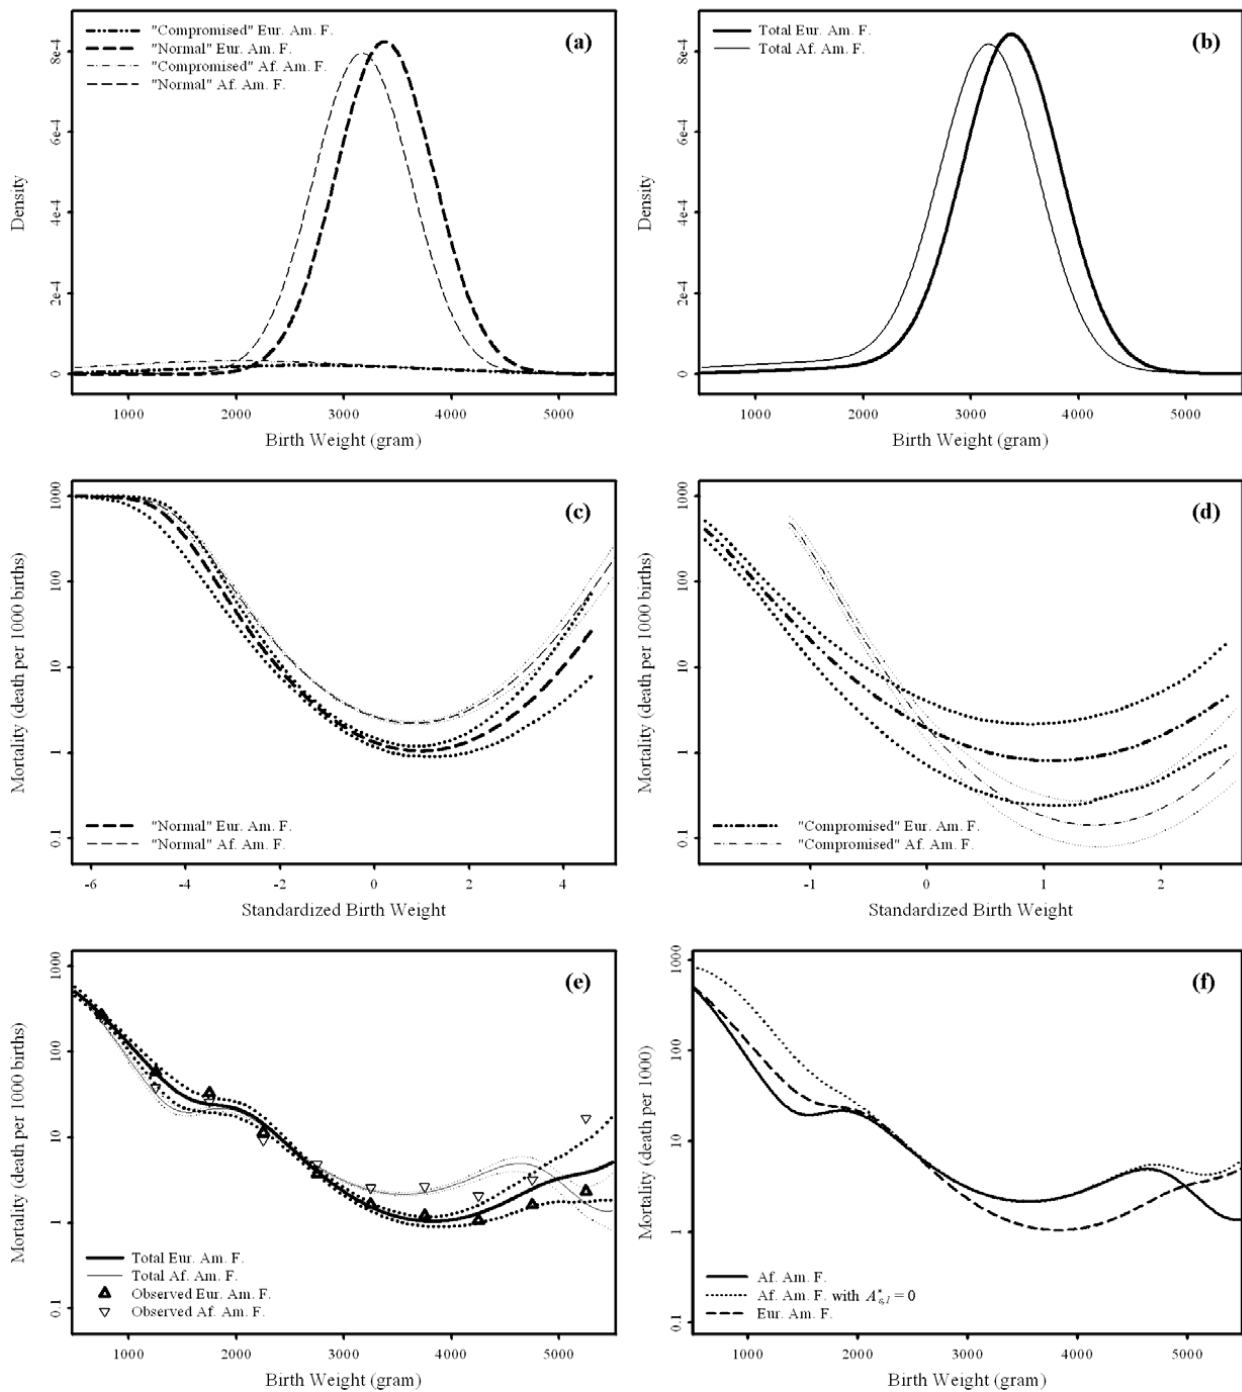 "Compromised" Eur. Am. F.
"Normal" Eur. Am. F.
"Compromised" Af. Am. F.
"Normal" Af. Am. F.
(a)
Density
8e-4
6e-4
4e-4
2e-4
0
1000 2000 3000 4000 5000
Birth Weight (gram)
Total Eur. Am. F.
Total Af. Am. F.
(b)
Density
8e-4
6e-4
4e-4
2e-4
0
1000 2000 3000 4000 5000
Birth Weight (gram)
(c)
Mortality (death per 1000 births)
1000
100
10
1
0.1
"Normal" Eur. Am. F.
"Normal" Af. Am. F.
-6 -4 -2 0 2 4
Standardized Birth Weight
(d)
Mortality (death per 1000 births)
1000
100
10
1
0.1
"Compromised" Eur. Am. F.
"Compromised" Af. Am. F.
-1 0 1 2
Standardized Birth Weight
(e)
Mortality (death per 1000 births)
1000
100
10
1
0.1
Total Eur. Am. F.
Total Af. Am. F.
Observed Eur. Am. F.
Observed Af. Am. F.
1000 2000 3000 4000 5000
Birth Weight (gram)
(f)
Mortality (death per 1000)
1000
100
10
1
0.1
Af. Am. F.
Af. Am. F. with = 0
Eur. Am. F.
1000 2000 3000 4000 5000
Birth Weight (gram)